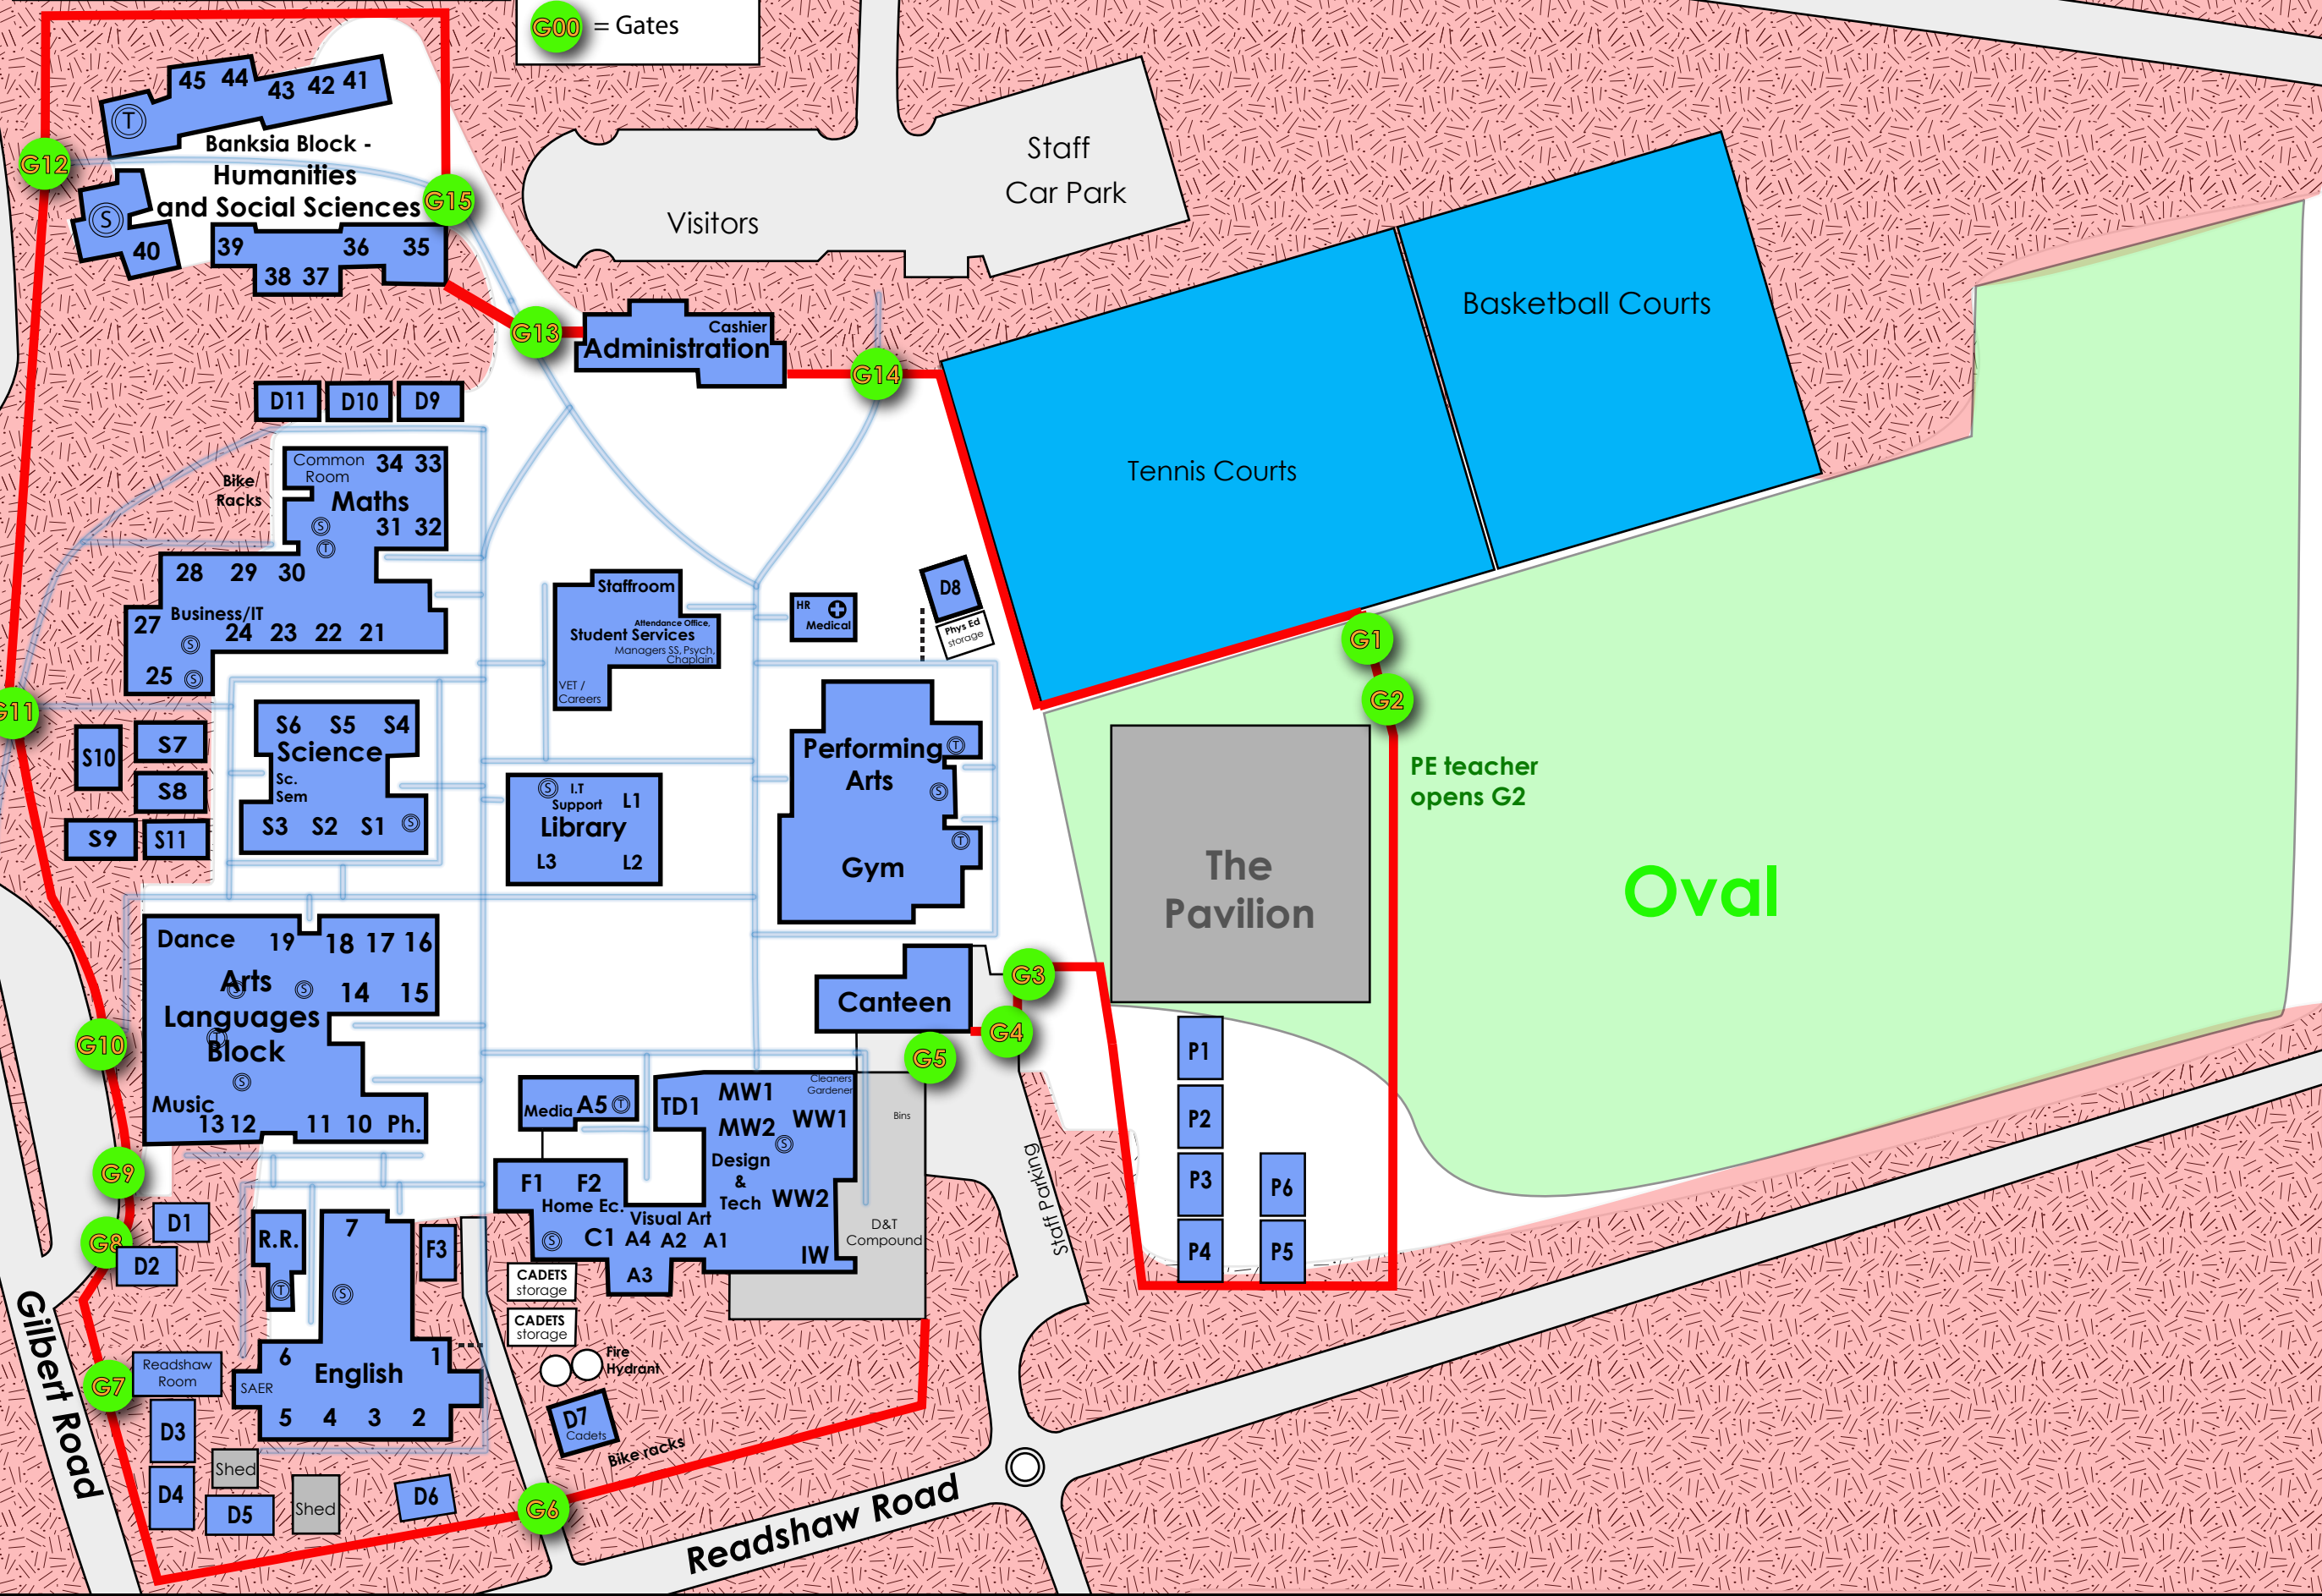 G00 = Gates
45 44 43 42 41
T
Banksia Block -
Humanities
and Social Sciences
G12
G15
S
40
39 36 35
38 37
Staff
Car Park
Visitors
G13
Cashier
Administration
G14
Basketball Courts
Tennis Courts
D11 D10 D9
Common
Room
34 33
Maths
31 32
S
T
Bike
Racks
28 29 30
Business/IT
27
24 23 22 21
S
25 S
Staffroom
Attendance Office,
Student Services
Managers SS, Psych,
Chaplain
VET /
Careers
HR
Medical
D8
Phys Ed
storage
G1
G2
PE teacher
opens G2
G11
S10
S7
S8
S9
S11
S6 S5 S4
Science
Sc.
Sem
S3 S2 S1 S
S I.T
Support
L1
Library
L3 L2
Performing
Arts
T
S
T
Gym
The
Pavilion
Oval
Dance 19 18 17 16
Arts
S S
14 15
Languages
T
Block
S
Music
13 12 11 10 Ph.
G10
G9
G8
G7
Canteen
G3
G4
G5
Media A5 T
TD1
MW1
Cleaners
Gardener
MW2
WW1
S
Design
&
Tech
WW2
IW
Bins
D&T
Compound
F1 F2
Home Ec.
S
C1
Visual Art
A4 A2 A1
A3
Staff Parking
P1
P2
P3
P4
P6
P5
D1
D2
R.R.
T
7
S
F3
6 1
English
SAER
5 4 3 2
Readshaw
Room
D3
D4
Shed
D5
Shed
D6
CADETS
storage
CADETS
storage
Fire
Hydrant
D7
Cadets
Bike racks
G6
Gilbert Road
Readshaw Road